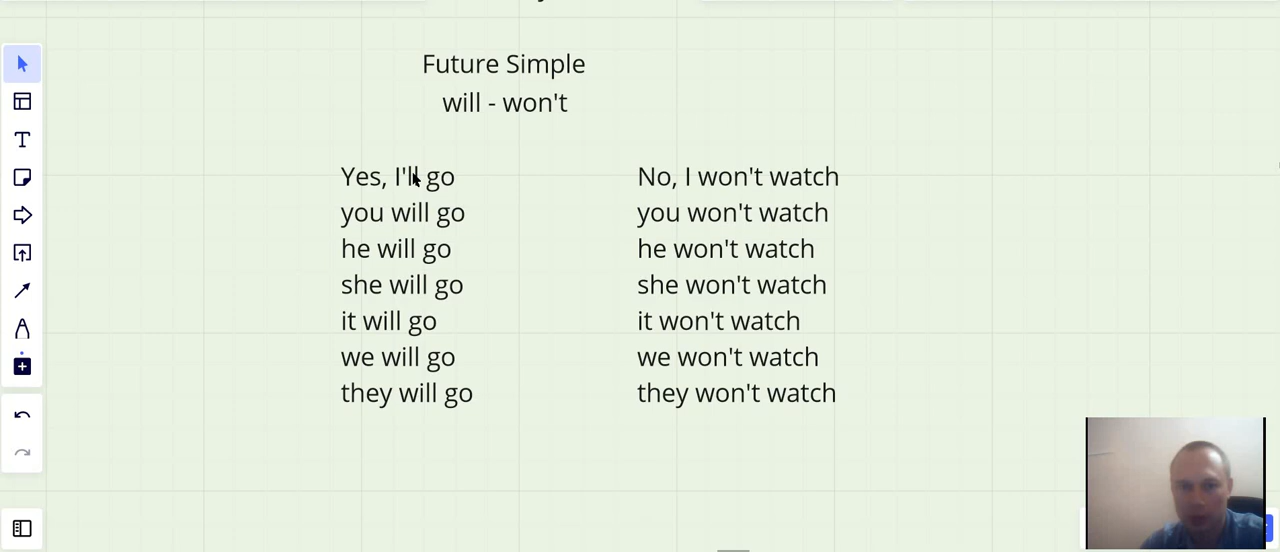 Future Simple
will - won't
Yes, I'll go
you will go
he will go
she will go
it will go
we will go
they will go
No, I won't watch
you won't watch
he won't watch
she won't watch
it won't watch
we won't watch
they won't watch